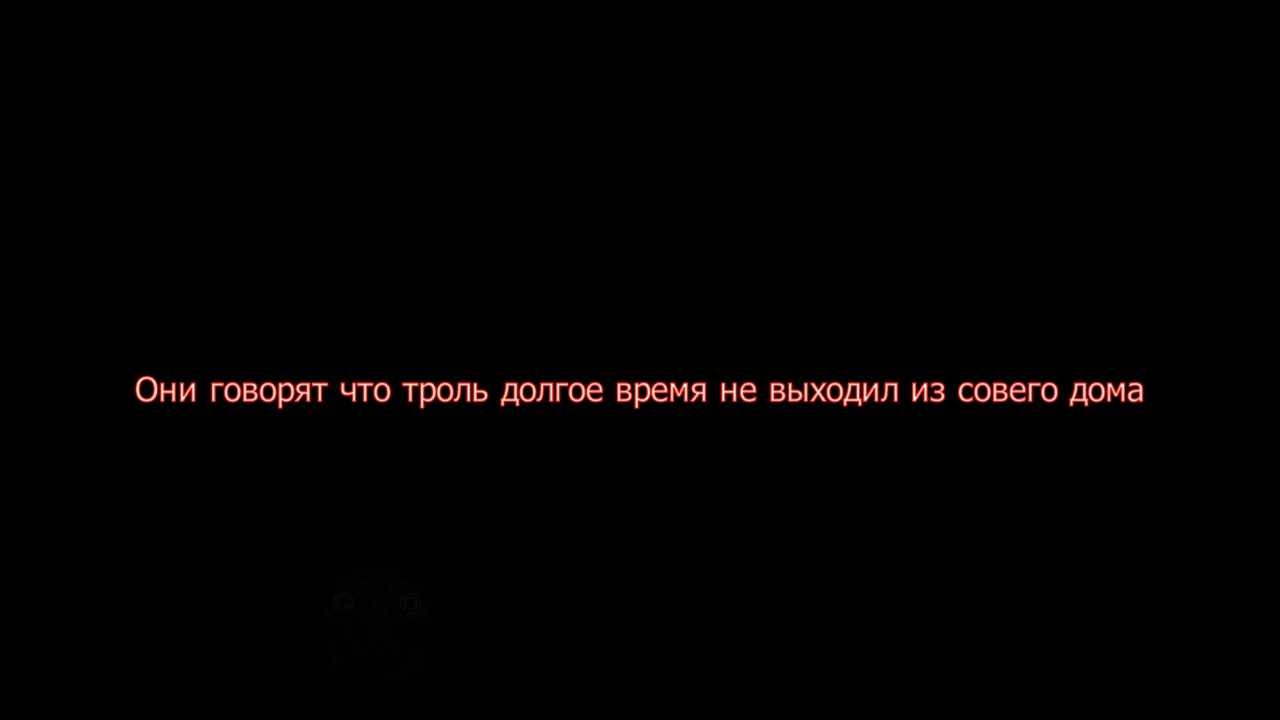 Они говорят что троль долгое время не выходил из совего дома